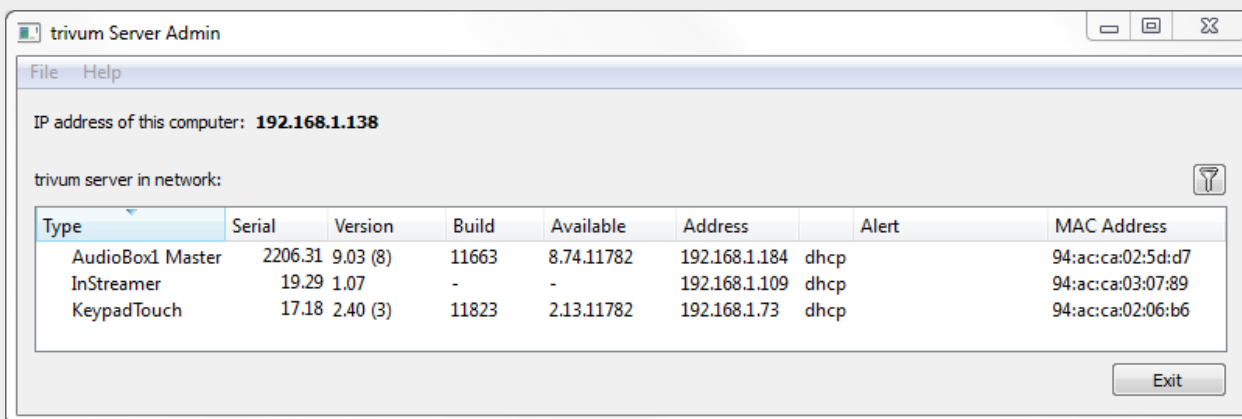 trivum Server Admin
File Help
IP address of this computer: 192.168.1.138
trivum server in network:
Type Serial Version Build Available Address Alert MAC Address
AudioBox1 Master 2206.31 9.03 (8) 11663 8.74.11782 192.168.1.184 dhcp 94:ac:ca:02:5d:d7
InStreamer 19.29 1.07 - - 192.168.1.109 dhcp 94:ac:ca:03:07:89
KeypadTouch 17.18 2.40 (3) 11823 2.13.11782 192.168.1.73 dhcp 94:ac:ca:02:06:b6
Exit